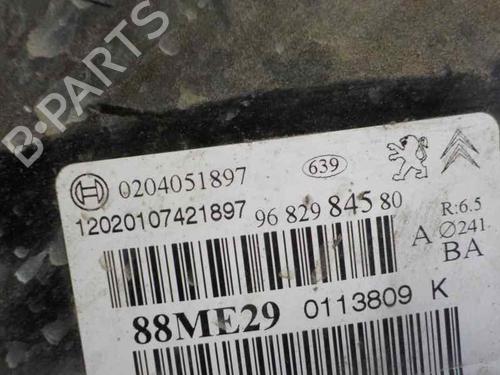 B-PARTS
0204051897
639
12020107421897
96 829 845 80
R:6.5
A Ø241
BA
88ME29 0113809 K